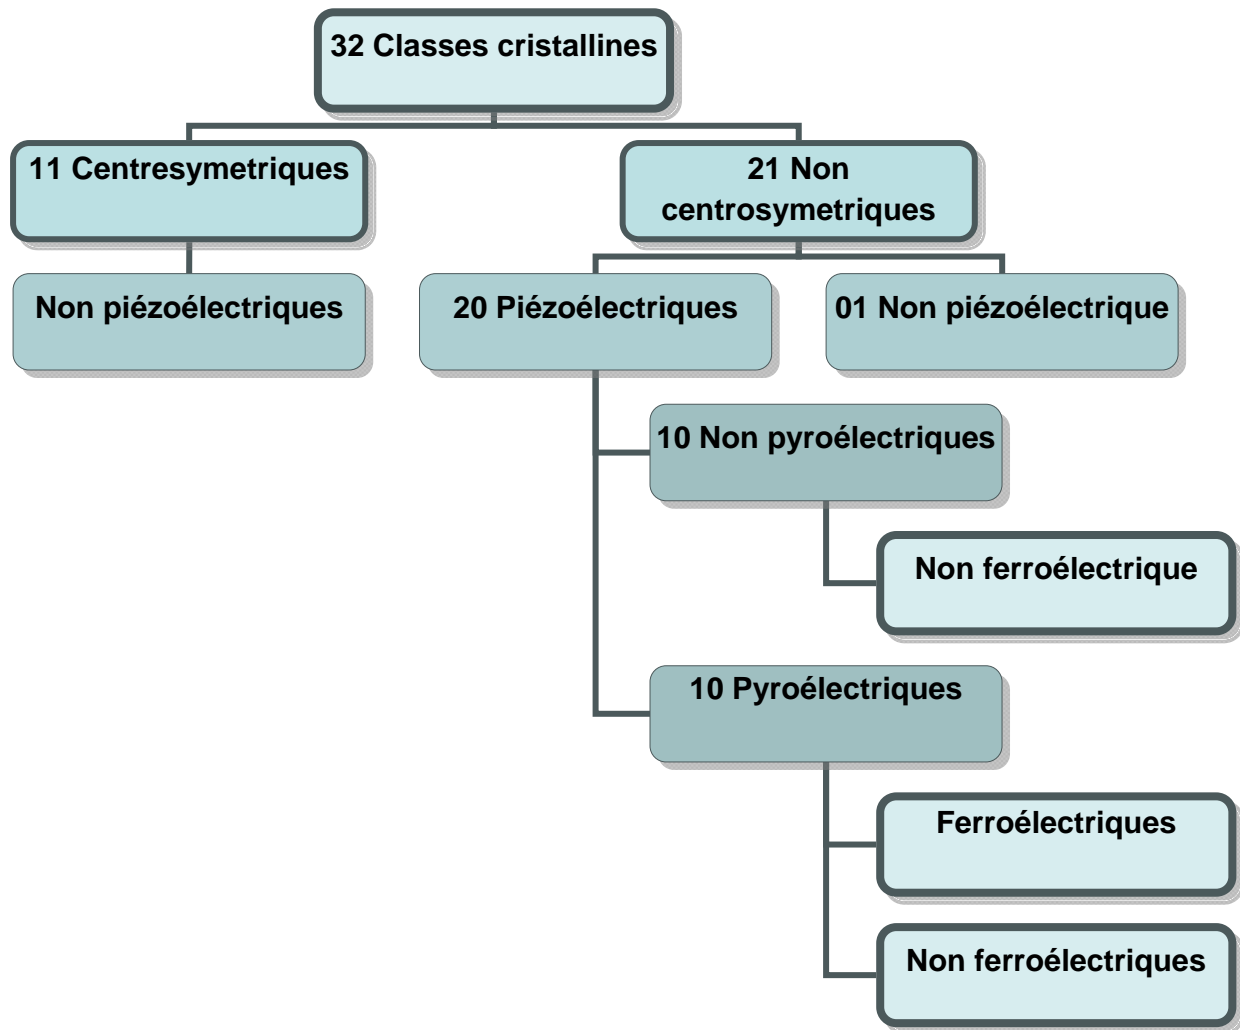 32 Classes cristallines
11 Centresymetriques
21 Non
centrosymetriques
Non piézoélectriques
20 Piézoélectriques
01 Non piézoélectrique
10 Non pyroélectriques
Non ferroélectrique
10 Pyroélectriques
Ferroélectriques
Non ferroélectriques